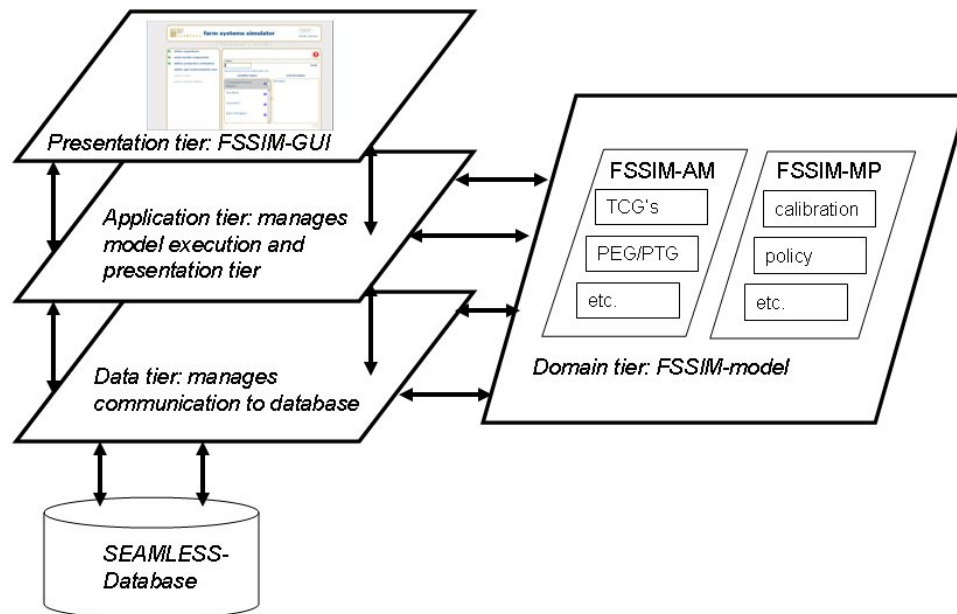 farm systems simulator
Presentation tier: FSSIM-GUI
Application tier: manages
model execution and
presentation tier
Data tier: manages
communication to database
SEAMLESS-
Database
FSSIM-AM
TCG's
PEG/PTG
etc.
FSSIM-MP
calibration
policy
etc.
Domain tier: FSSIM-model